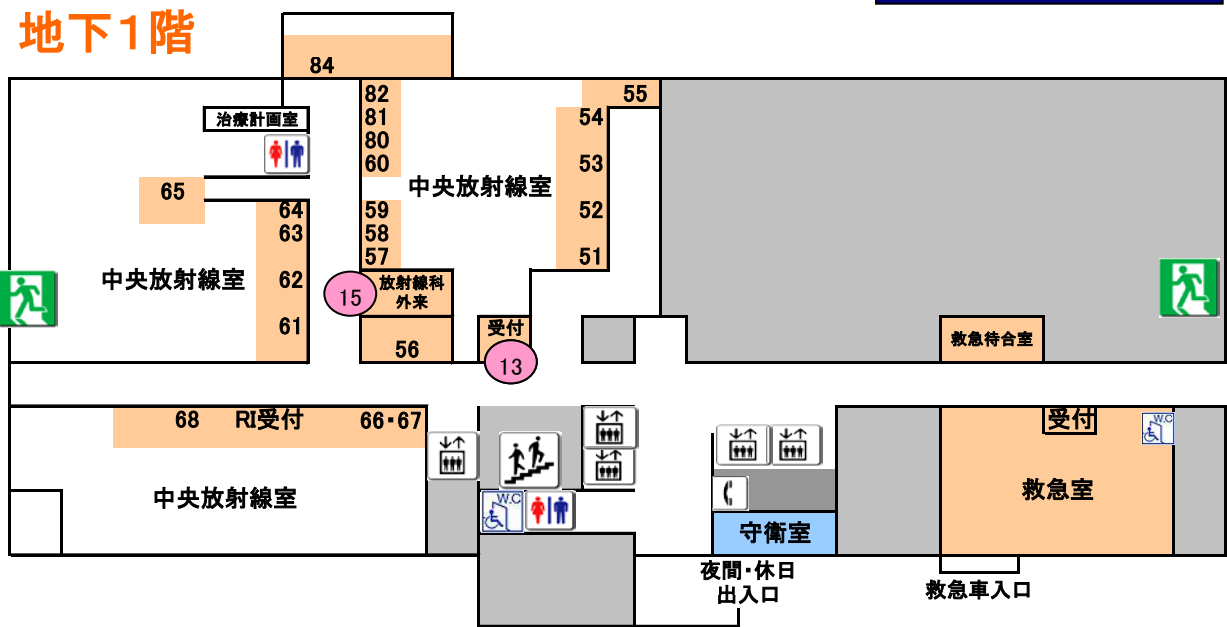 地下１階
84
82
81
80
60
55
54
53
52
51
治療計画室
65
中央放射線室
59
58
57
64
63
62
61
中央放射線室
15
放射線科
外来
56
受付
13
救急待合室
68
RI受付
66・67
中央放射線室
W.C
守衛室
夜間・休日
出入口
受付
W.C
救急室
救急車入口